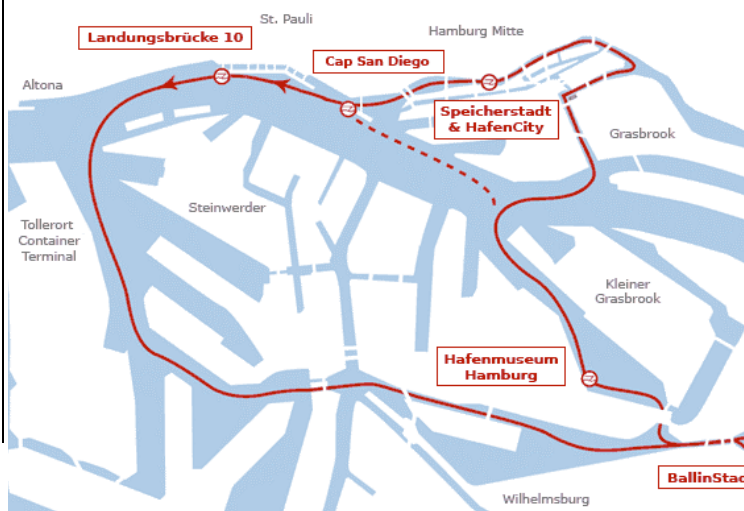 St. Pauli
Landungsbrücke 10
Hamburg Mitte
Cap San Diego
Altona
Speicherstadt
& HafenCity
Grasbrook
Steinwerder
Tollerort
Container
Terminal
Kleiner
Grasbrook
Hafenmuseum
Hamburg
BallinStad
Wilhelmsburg